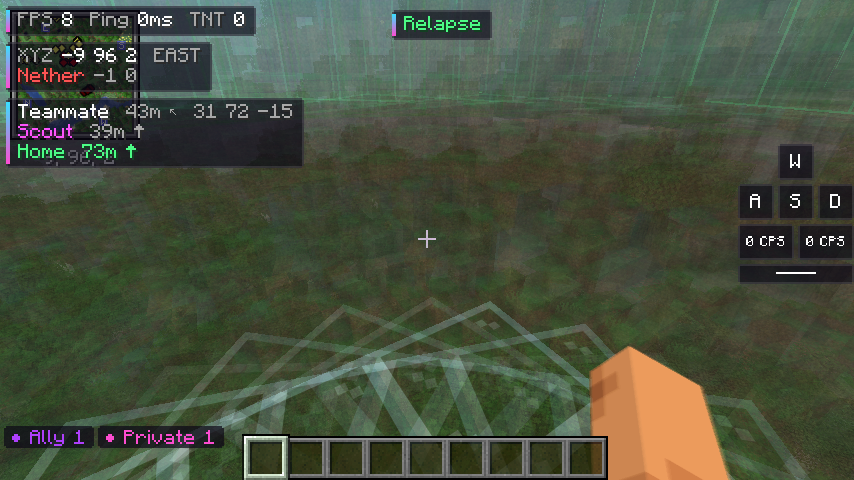 FPS 8 Ping 0ms TNT 0
Relapse
XYZ -9 96 2 EAST
Nether -1 0
Teammate 43m ↖ 31 72 -15
Scout 39m ↑
Home 73m ↑
W
A S D
0 CPS 0 CPS
• Ally 1 • Private 1